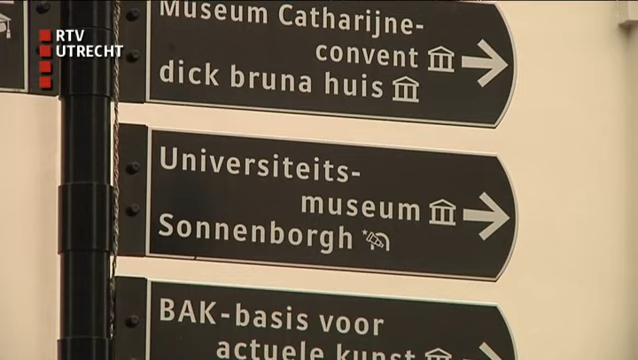 RTV
UTRECHT
Museum Catharijne-
convent
dick bruna huis
Universiteits-
museum
Sonnenborgh
BAK-basis voor
actuele kunst